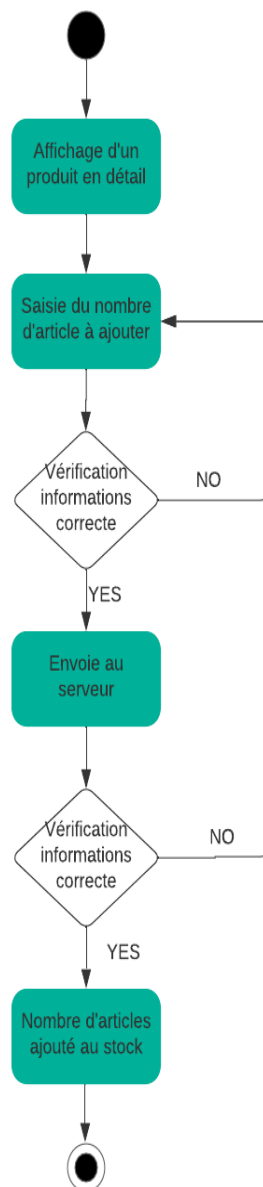 Affichage d'un
produit en détail
Saisie du nombre
d'article à ajouter
Vérification
informations
correcte
NO
YES
Envoie au
serveur
Vérification
informations
correcte
NO
YES
Nombre d'articles
ajouté au stock